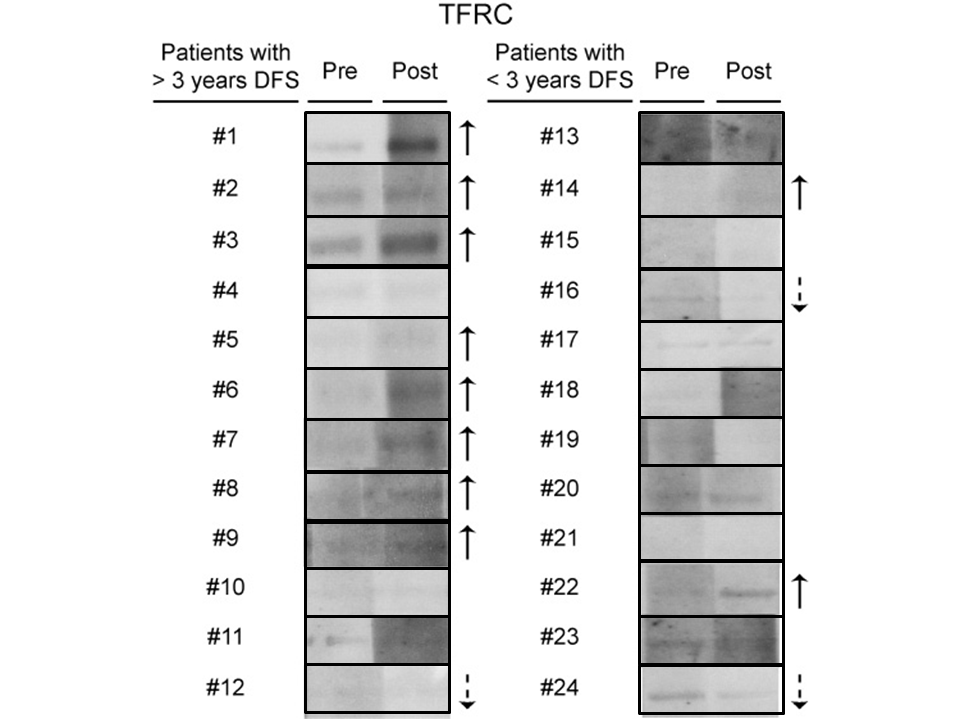 TFRC
Patients with
> 3 years DFS
Pre
Post
Patients with
< 3 years DFS
Pre
Post
#1
#2
#3
#4
#5
#6
#7
#8
#9
#10
#11
#12
#13
#14
#15
#16
#17
#18
#19
#20
#21
#22
#23
#24